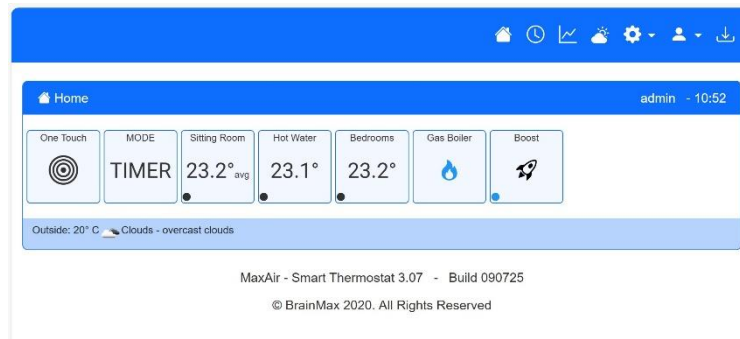 Home
admin - 10:52
One Touch
MODE
TIMER
Sitting Room
23.2° avg
Hot Water
23.1°
Bedrooms
23.2°
Gas Boiler
Boost
Outside: 20° C Clouds - overcast clouds
MaxAir - Smart Thermostat 3.07 - Build 090725
© BrainMax 2020. All Rights Reserved